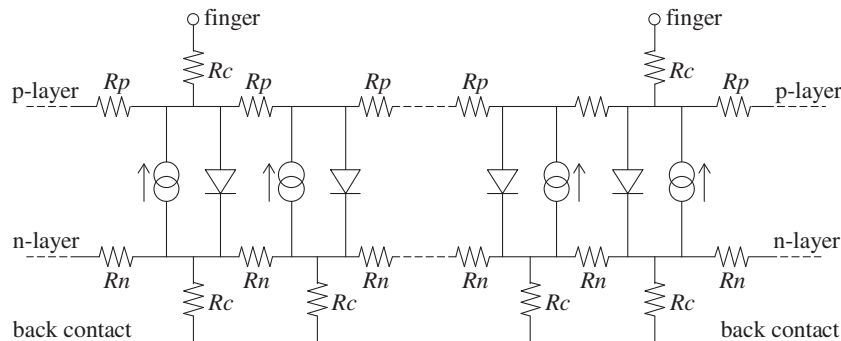 finger finger
Rc Rc
Rp Rp Rp Rp Rp
p-layer p-layer
n-layer n-layer
Rn Rn Rn Rn Rn Rn
Rc Rc Rc Rc
back contact back contact